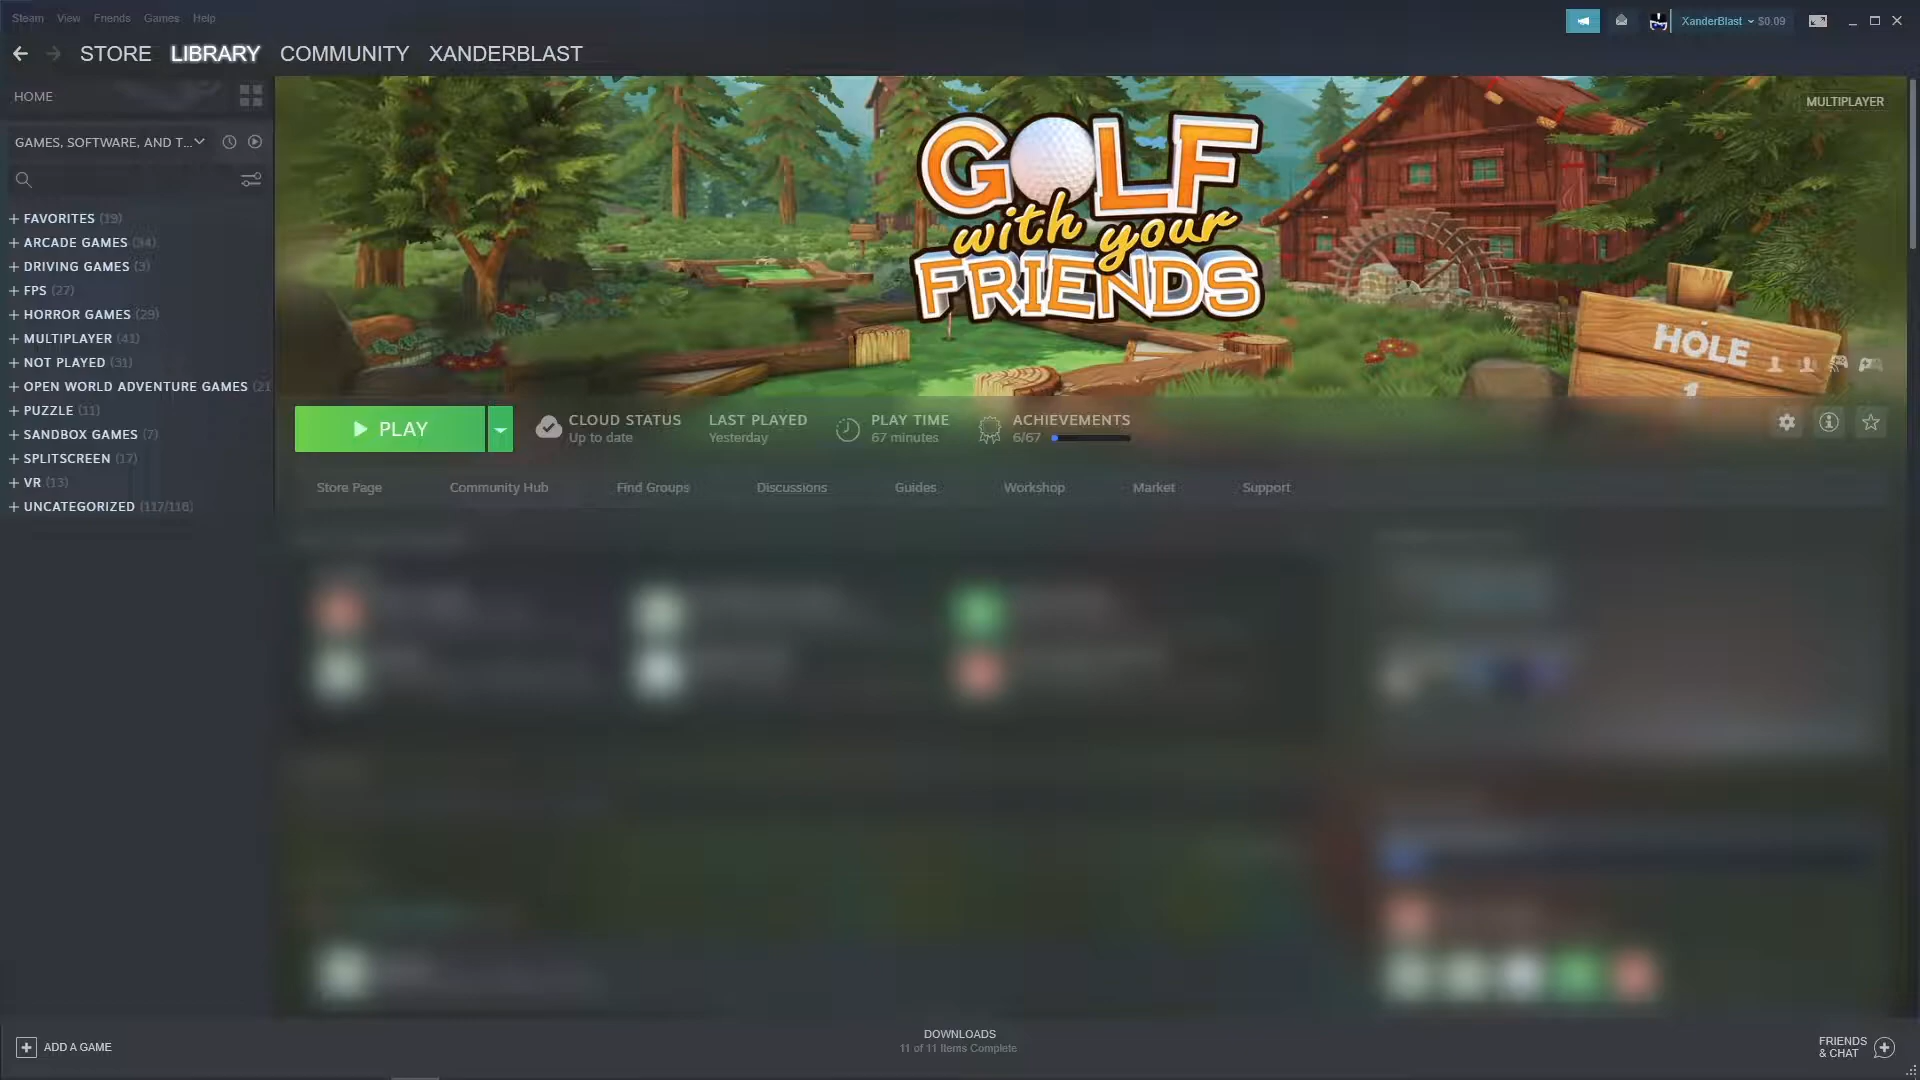 Steam View Friends Games Help
XanderBlast $0.09
STORE LIBRARY COMMUNITY XANDERBLAST
HOME
MULTIPLAYER
GAMES, SOFTWARE, AND T...
GOLF
with your
FRIENDS
HOLE
1
+ FAVORITES (19)
+ ARCADE GAMES (34)
+ DRIVING GAMES (3)
+ FPS (27)
+ HORROR GAMES (29)
+ MULTIPLAYER (41)
+ NOT PLAYED (31)
+ OPEN WORLD ADVENTURE GAMES (21
+ PUZZLE (11)
+ SANDBOX GAMES (7)
+ SPLITSCREEN (17)
+ VR (13)
+ UNCATEGORIZED (117/118)
PLAY
CLOUD STATUS
Up to date
LAST PLAYED
Yesterday
PLAY TIME
67 minutes
ACHIEVEMENTS
6/67
Store Page Community Hub Find Groups Discussions Guides Workshop Market Support
ADD A GAME
DOWNLOADS
11 of 11 Items Complete
FRIENDS
& CHAT